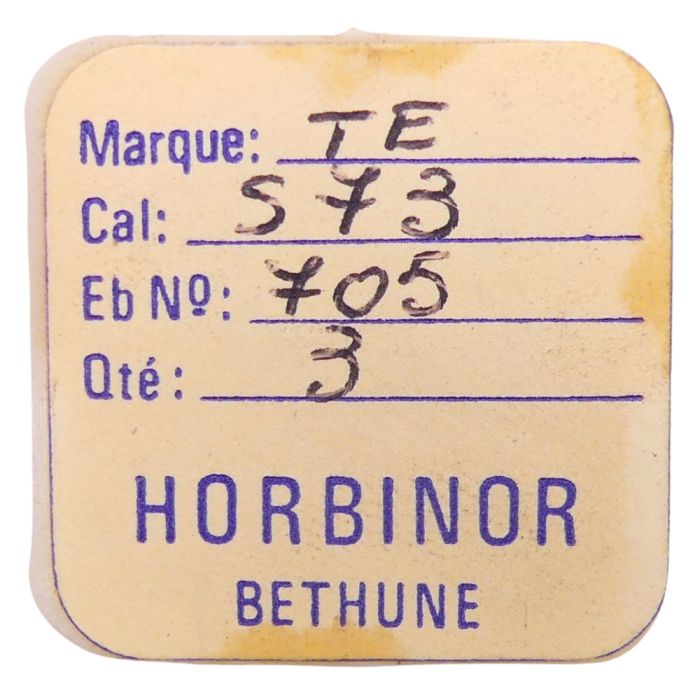 Marque: TE
Cal: 573
Eb Nº: 705
Qté: 3
HORBINOR
BETHUNE